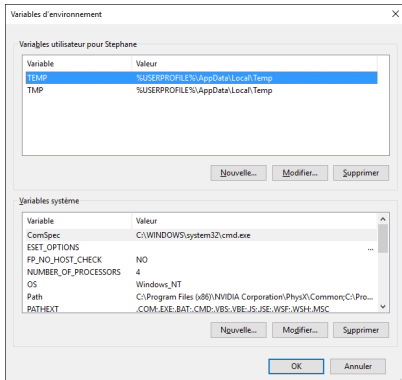 Variables d'environnement
Variables utilisateur pour Stephane
Variable Valeur
TEMP %USERPROFILE%\AppData\Local\Temp
TMP %USERPROFILE%\AppData\Local\Temp
Nouvelle... Modifier... Supprimer
Variables système
Variable Valeur
ComSpec C:\WINDOWS\system32\cmd.exe
ESET_OPTIONS ...
FP_NO_HOST_CHECK NO
NUMBER_OF_PROCESSORS 4
OS Windows_NT
Path C:\Program Files (x86)\NVIDIA Corporation\PhysX\Common;C:\Pro...
PATHEXT .COM;.EXE;.BAT;.CMD;.VBS;.VBE;.JS;.JSE;.WSF;.WSH;.MSC
Nouvelle... Modifier... Supprimer
OK Annuler